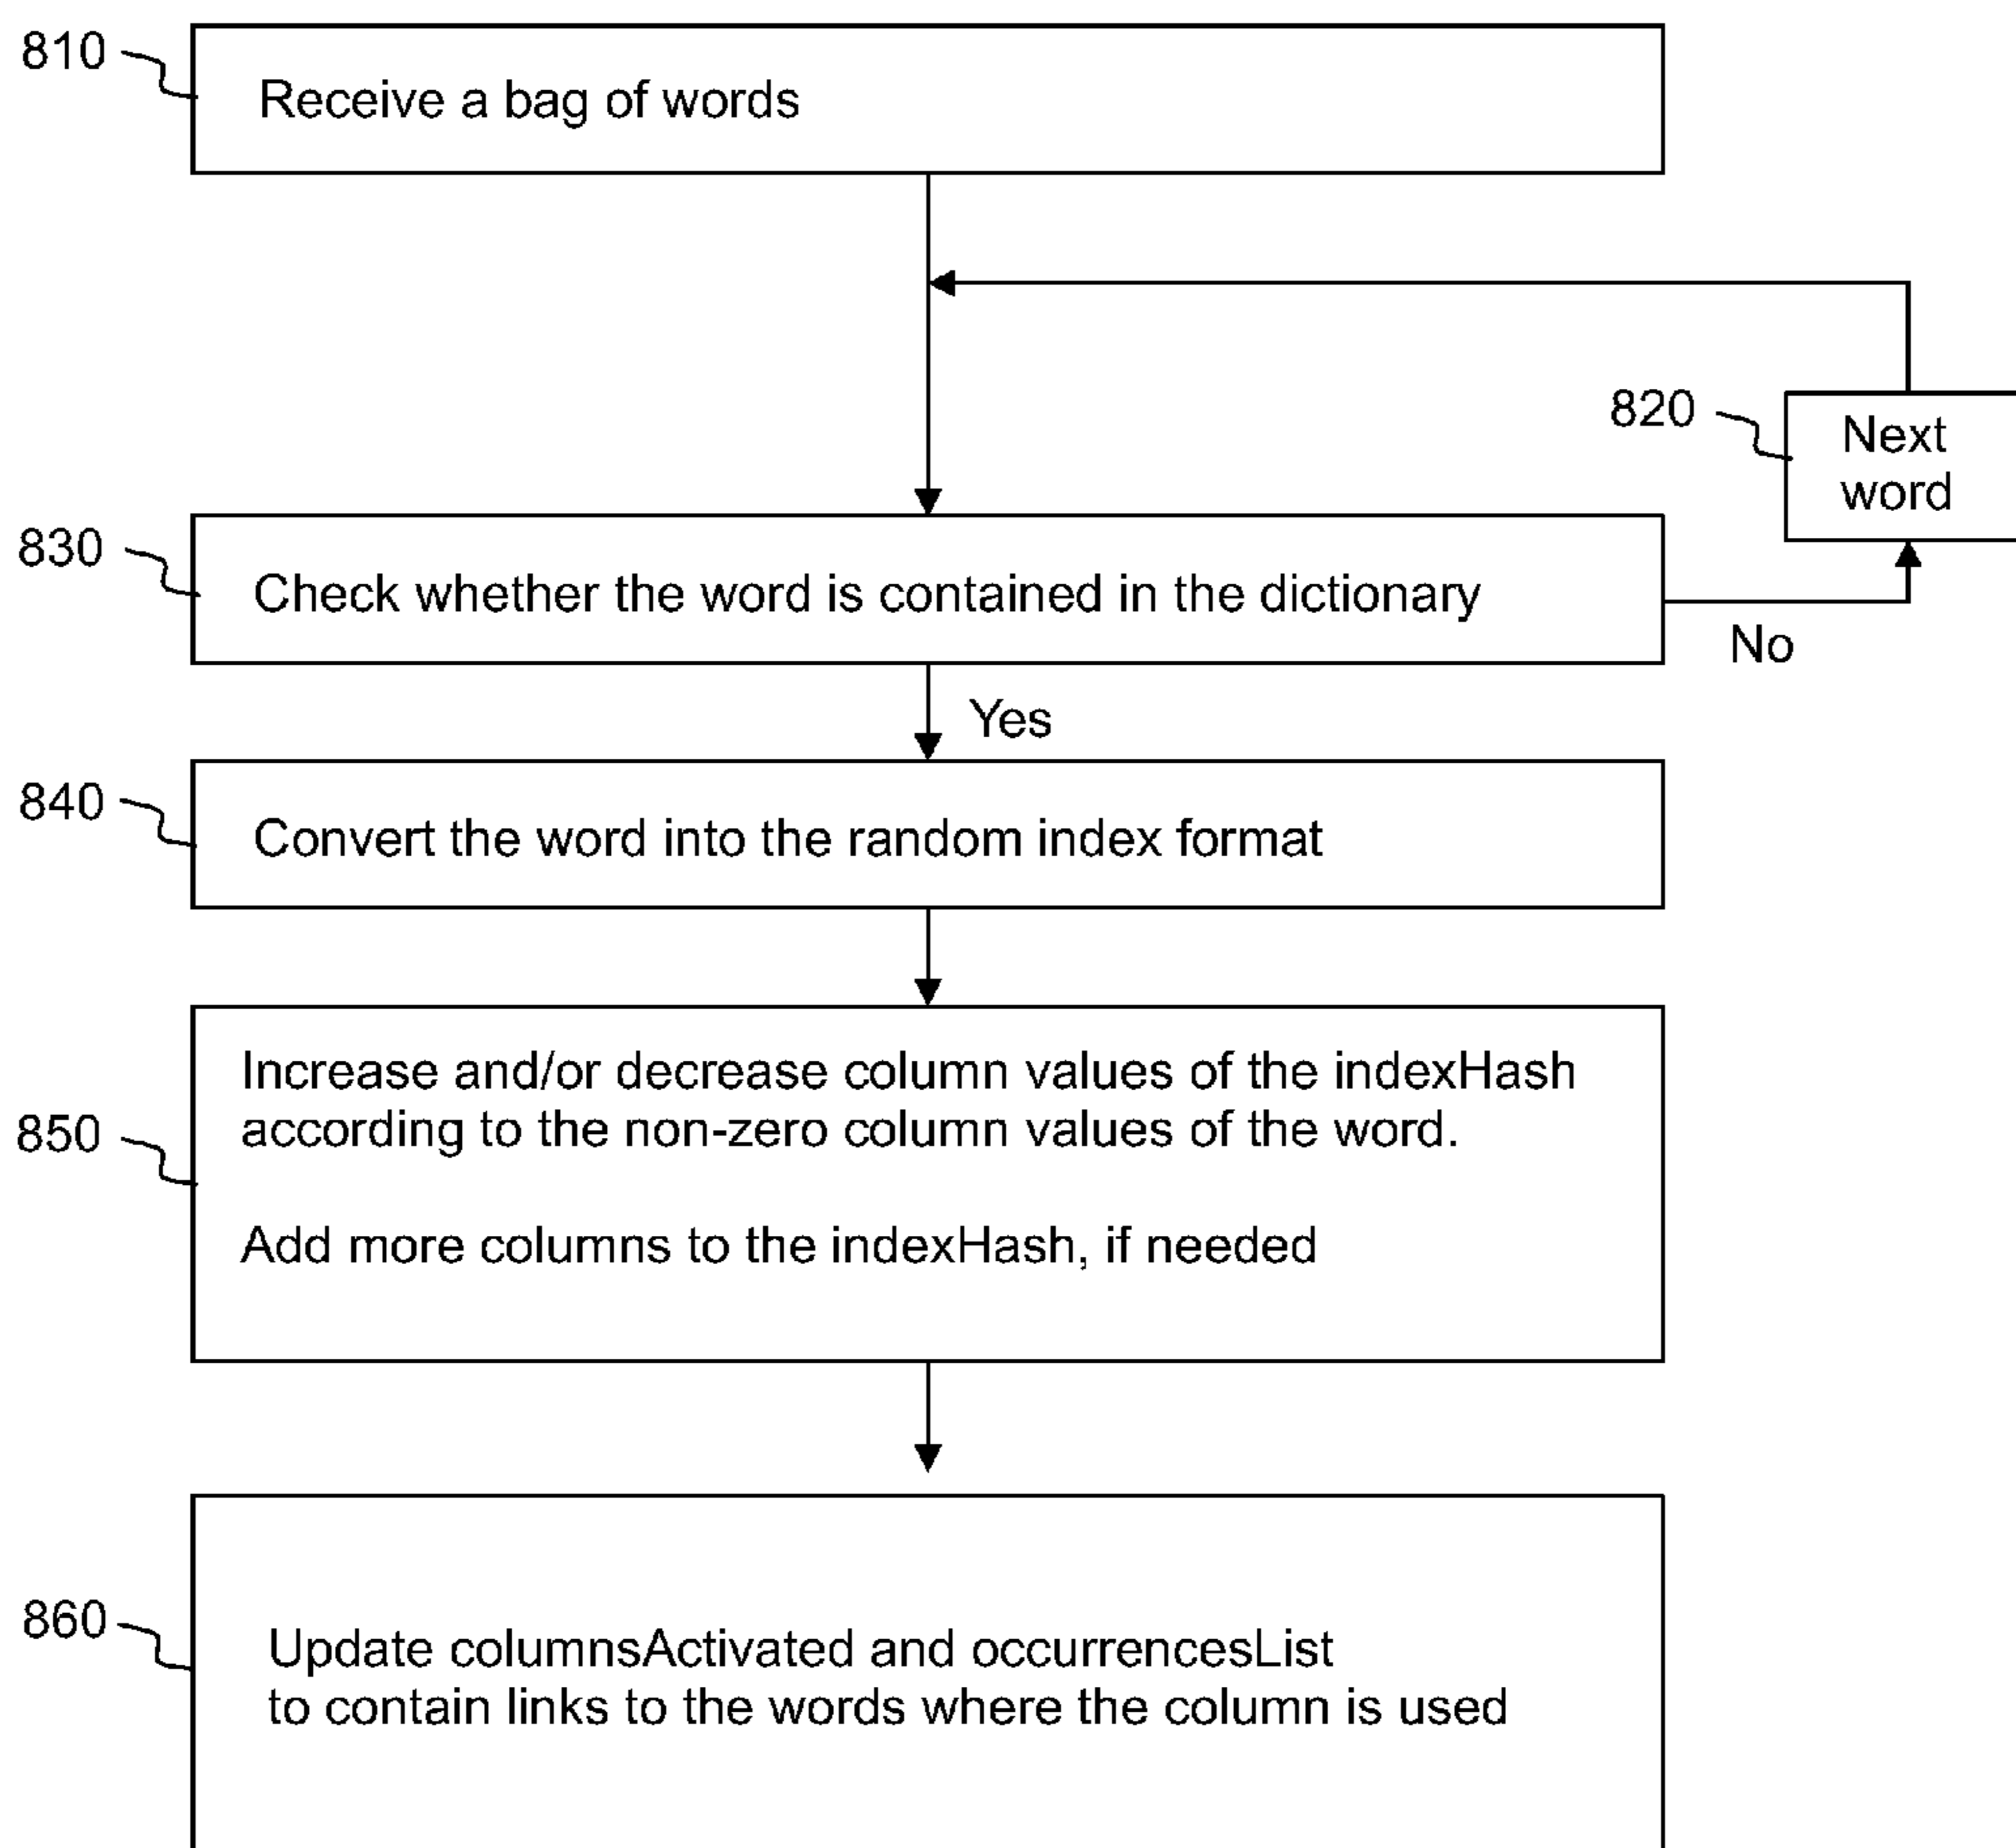 810
Receive a bag of words
820
Next
word
830
Check whether the word is contained in the dictionary
No
Yes
840
Convert the word into the random index format
850
Increase and/or decrease column values of the indexHash
according to the non-zero column values of the word.
Add more columns to the indexHash, if needed
860
Update columnsActivated and occurrencesList
to contain links to the words where the column is used